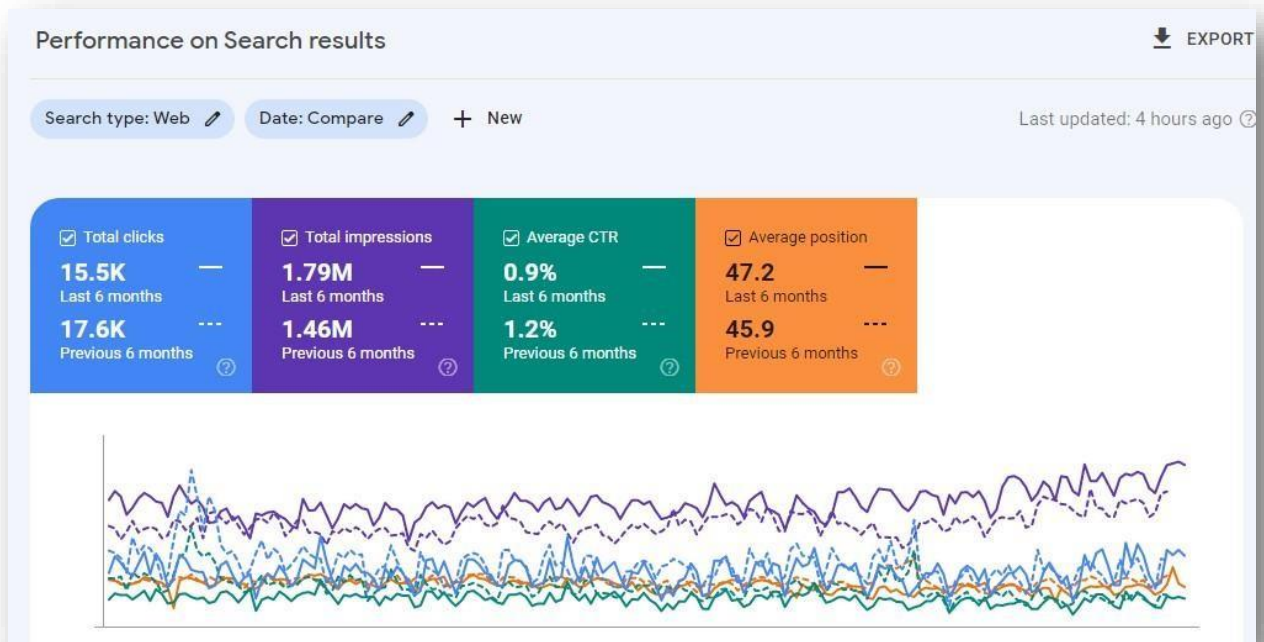 Performance on Search results
EXPORT
Search type: Web
Date: Compare
+ New
Last updated: 4 hours ago
Total clicks
15.5K
Last 6 months
17.6K
Previous 6 months
Total impressions
1.79M
Last 6 months
1.46M
Previous 6 months
Average CTR
0.9%
Last 6 months
1.2%
Previous 6 months
Average position
47.2
Last 6 months
45.9
Previous 6 months